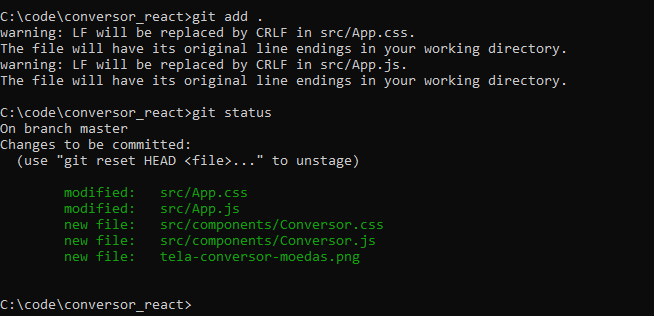 C:\code\conversor_react>git add .
warning: LF will be replaced by CRLF in src/App.css.
The file will have its original line endings in your working directory.
warning: LF will be replaced by CRLF in src/App.js.
The file will have its original line endings in your working directory.
C:\code\conversor_react>git status
On branch master
Changes to be committed:
  (use "git reset HEAD <file>..." to unstage)
        modified:   src/App.css
        modified:   src/App.js
        new file:   src/components/Conversor.css
        new file:   src/components/Conversor.js
        new file:   tela-conversor-moedas.png
C:\code\conversor_react>